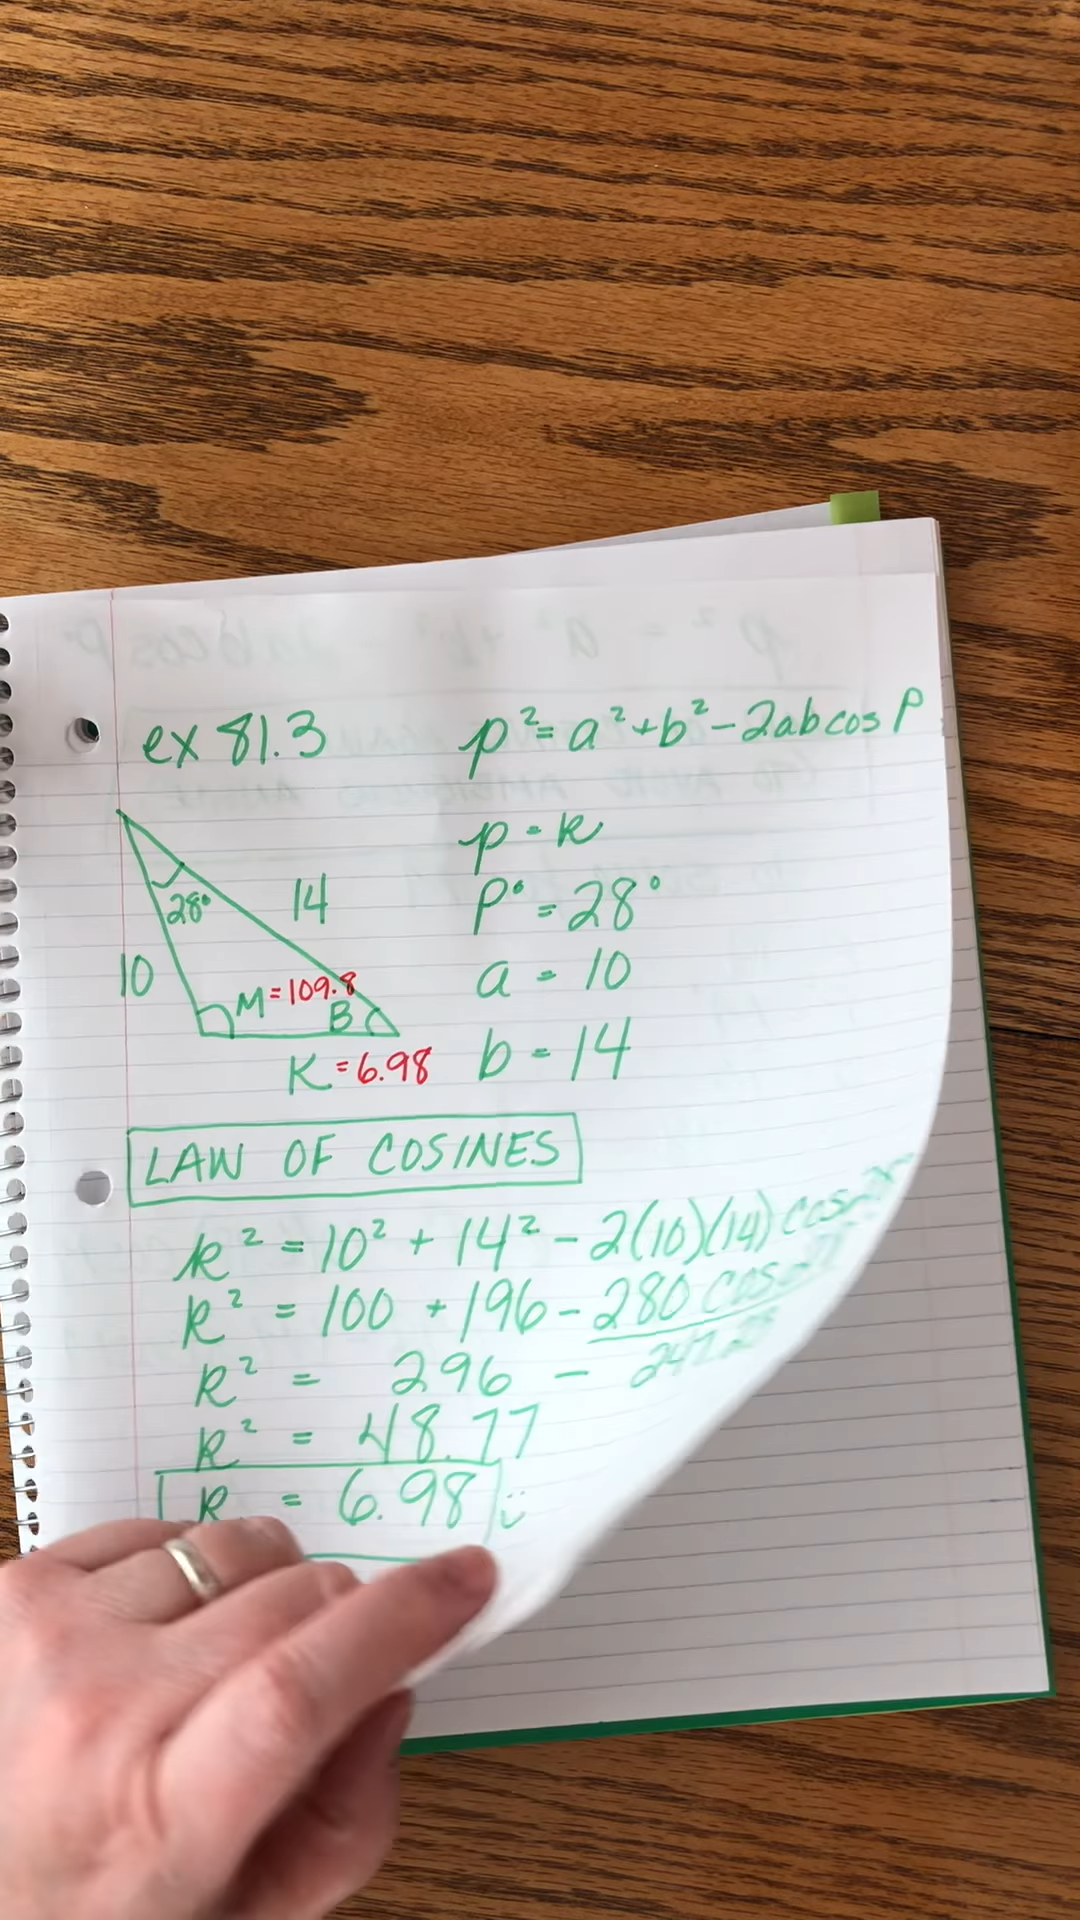 ex 81.3
p² = a² + b² - 2ab cos P
p = k
P° = 28°
a = 10
b = 14
28°
14
10
M = 109.8
B
K = 6.98
LAW OF COSINES
k² = 10² + 14² - 2(10)(14) cos 28°
k² = 100 + 196 - 280 cos
k² = 296 -
k² = 48.77
k = 6.98